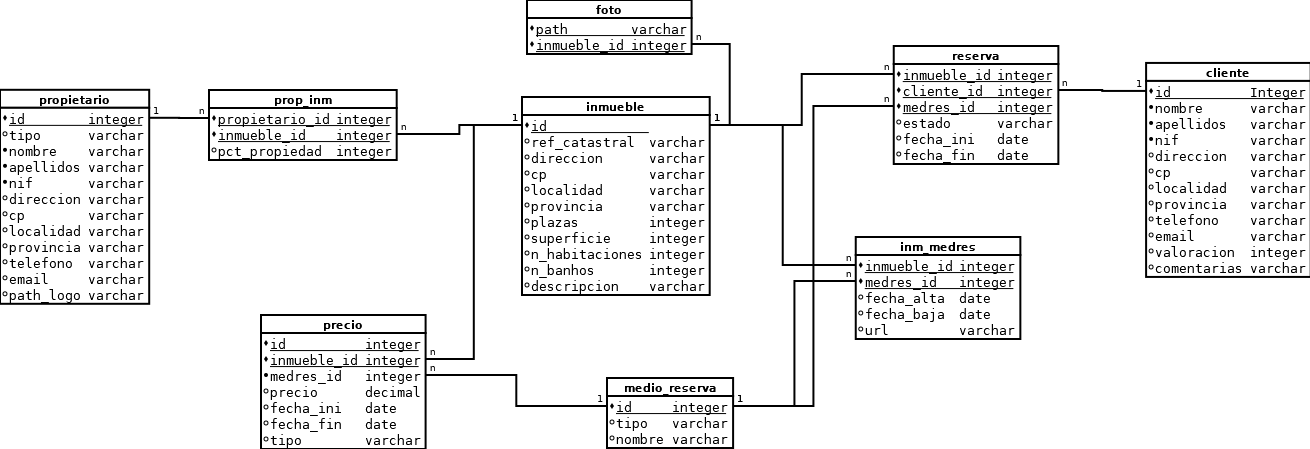 foto
path varchar
inmueble_id integer
n
propietario
id integer
tipo varchar
nombre varchar
apellidos varchar
nif varchar
direccion varchar
cp varchar
localidad varchar
provincia varchar
telefono varchar
email varchar
path_logo varchar
1
n
prop_inm
propietario_id integer
inmueble_id integer
pct_propiedad integer
n
1
inmueble
id
ref_catastral varchar
direccion varchar
cp varchar
localidad varchar
provincia varchar
plazas integer
superficie integer
n_habitaciones integer
n_banhos integer
descripcion varchar
1
n
n
reserva
inmueble_id integer
cliente_id integer
medres_id integer
estado varchar
fecha_ini date
fecha_fin date
n
1
cliente
id Integer
nombre varchar
apellidos varchar
nif varchar
direccion varchar
cp varchar
localidad varchar
provincia varchar
telefono varchar
email varchar
valoracion integer
comentarias varchar
n
n
inm_medres
inmueble_id integer
medres_id integer
fecha_alta date
fecha_baja date
url varchar
precio
id integer
inmueble_id integer
medres_id integer
precio decimal
fecha_ini date
fecha_fin date
tipo varchar
n
n
1
medio_reserva
id integer
tipo varchar
nombre varchar
1